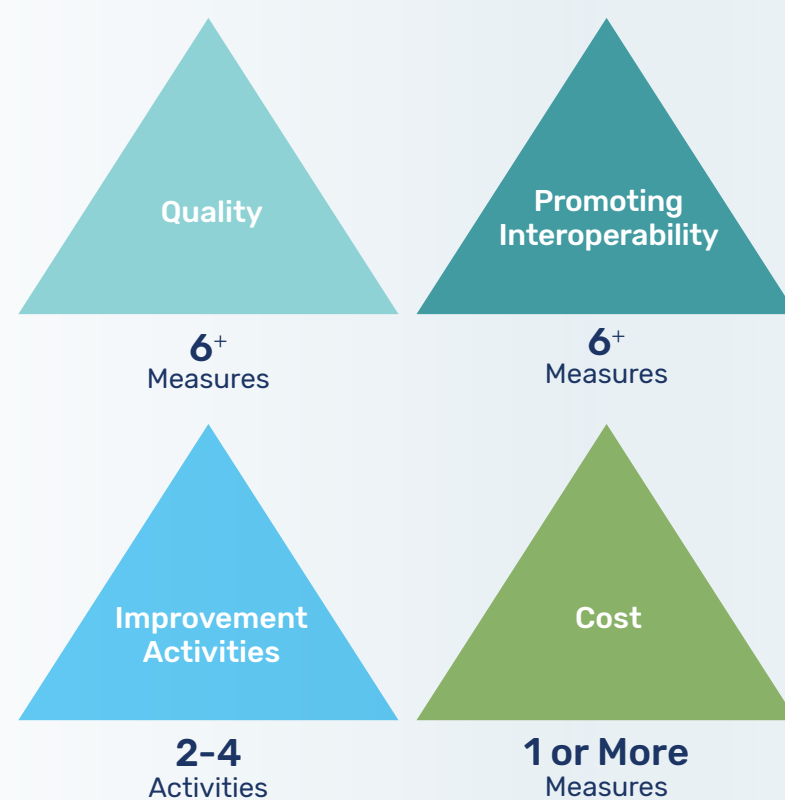 Quality
6+
Measures
Promoting
Interoperability
6+
Measures
Improvement
Activities
2-4
Activities
Cost
1 or More
Measures